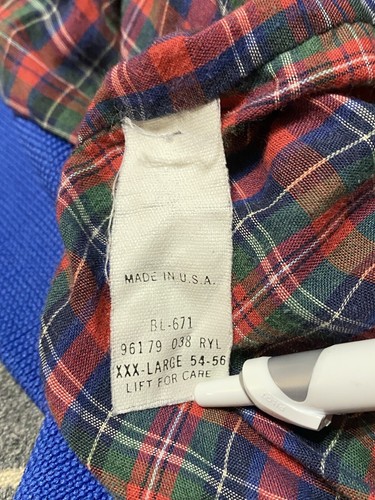 MADE IN U.S.A.
BL-671
96179 038 RYL
XXX-LARGE 54-56
LIFT FOR CARE